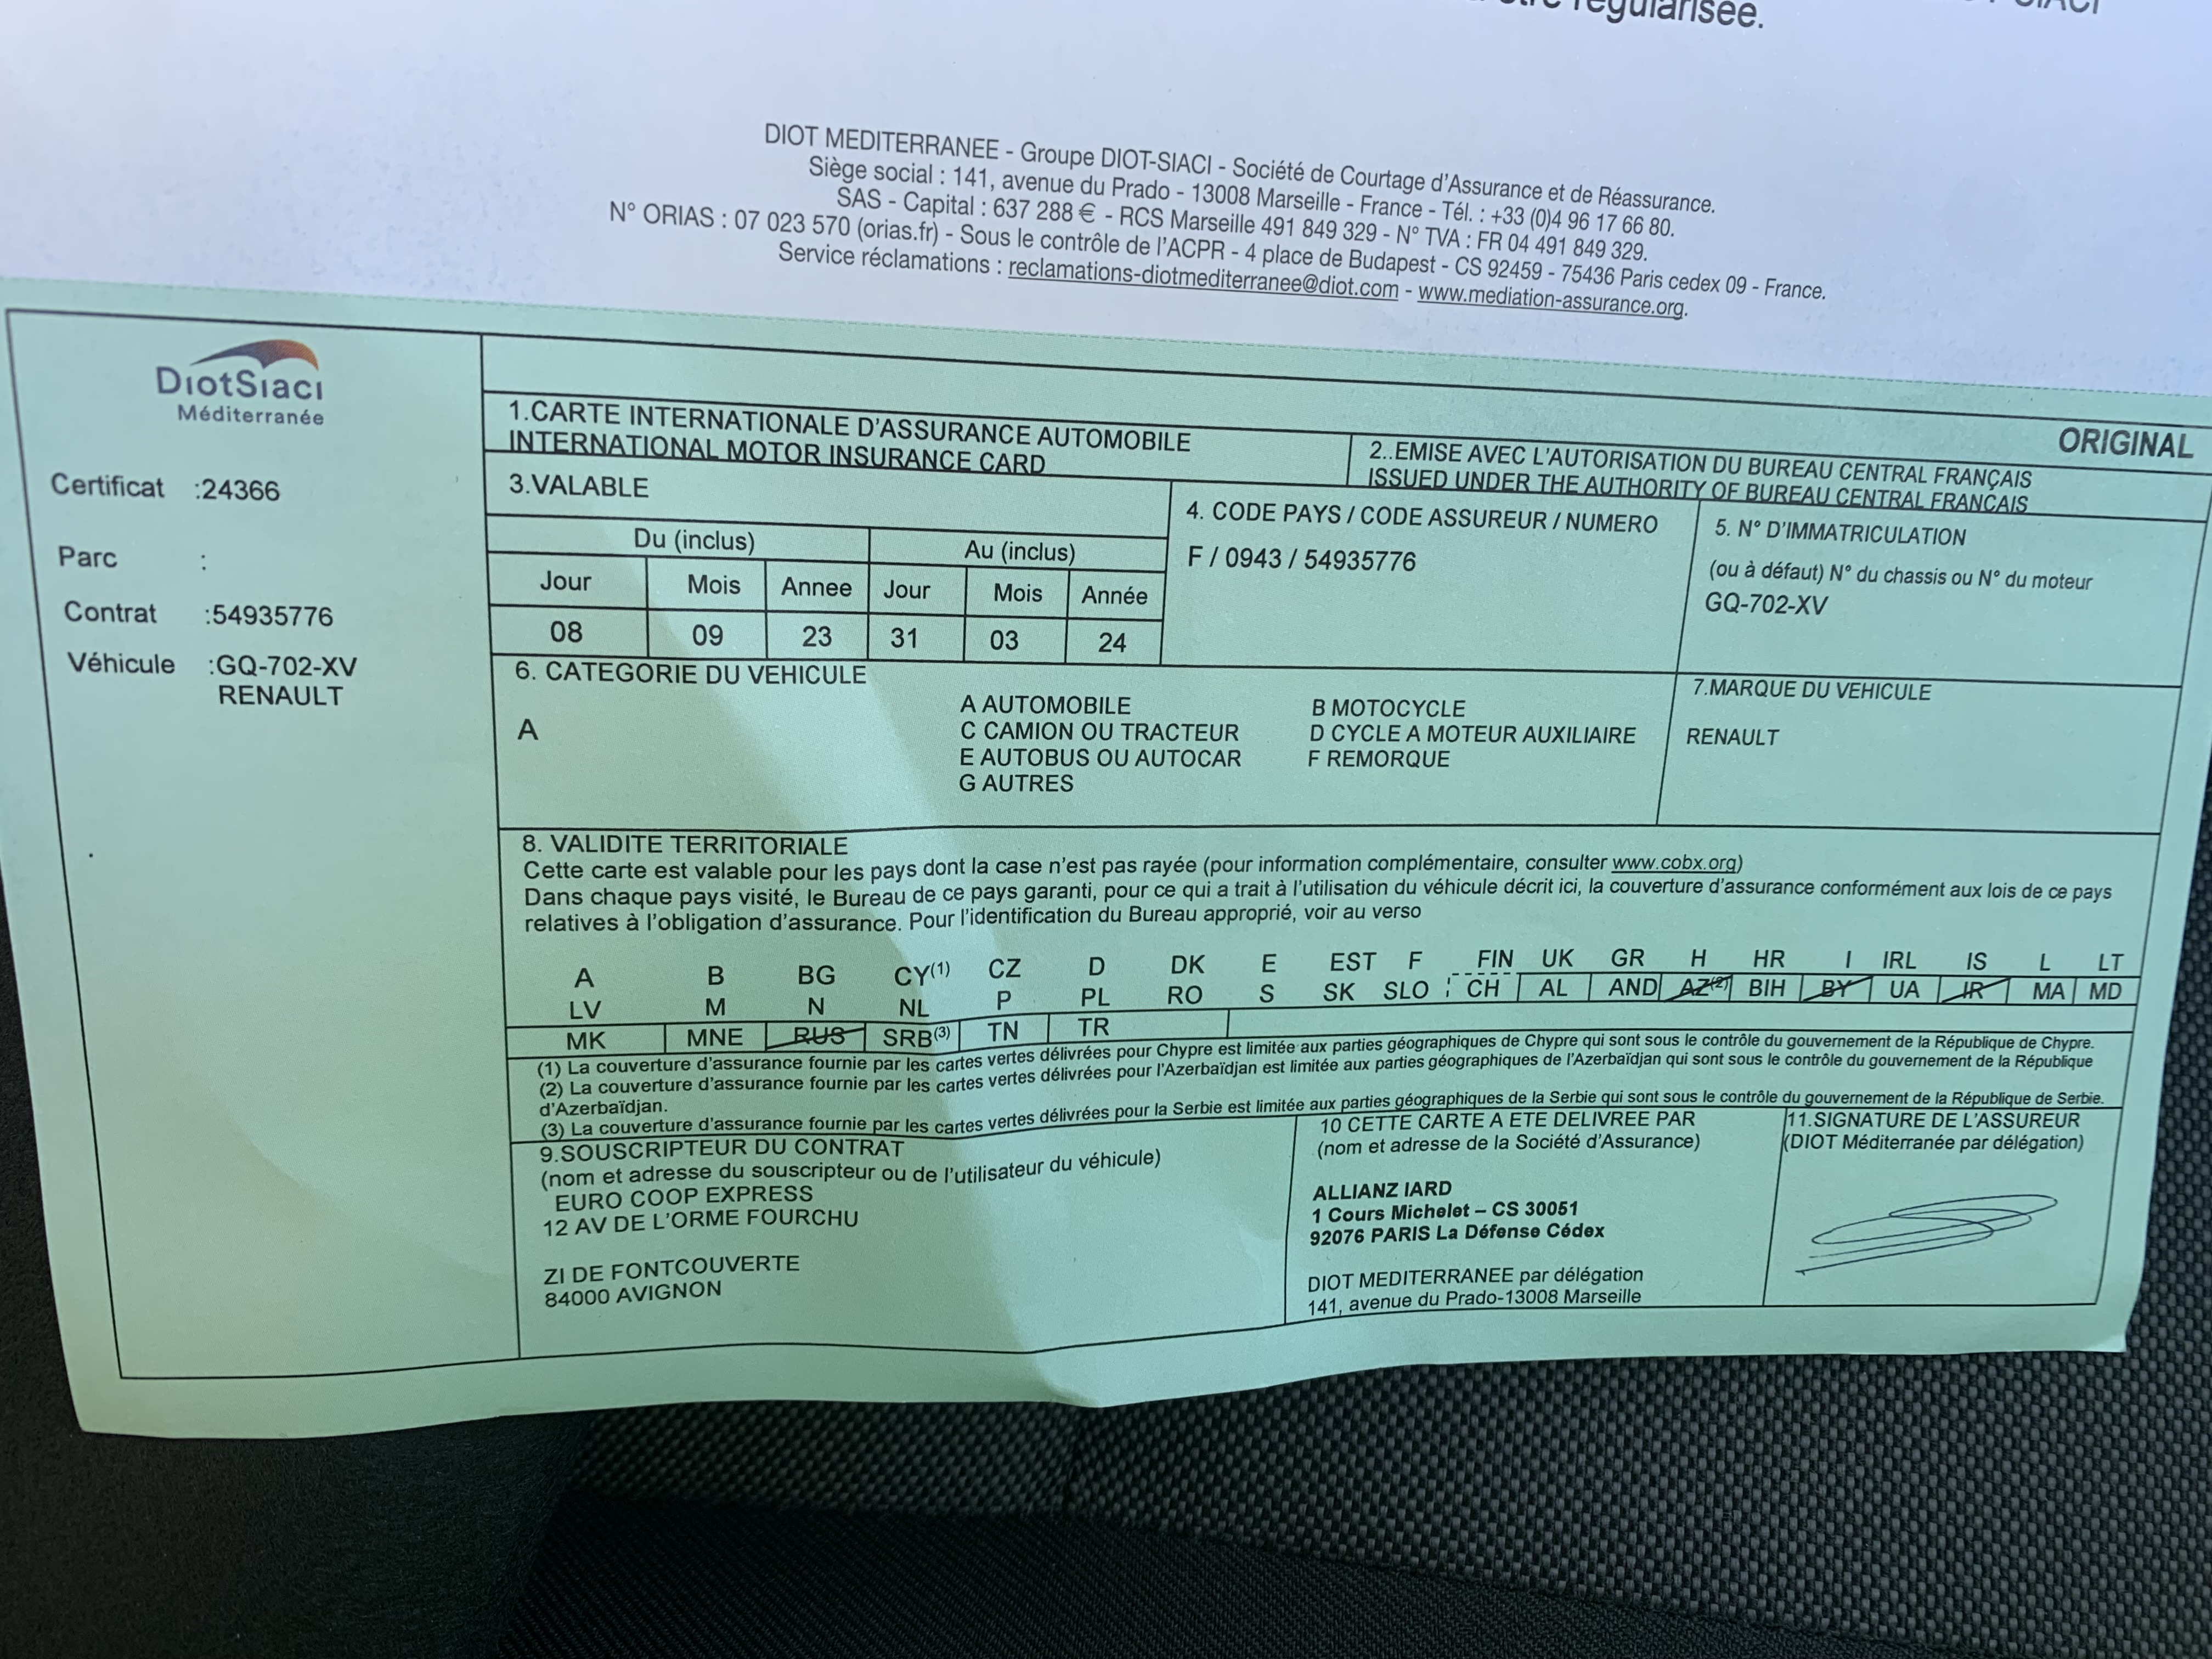 être régularisée.
SIACI
DIOT MEDITERRANEE - Groupe DIOT-SIACI - Société de Courtage d'Assurance et de Réassurance.
Siège social : 141, avenue du Prado - 13008 Marseille - France - Tél. : +33 (0)4 96 17 66 80.
SAS - Capital : 637 288 € - RCS Marseille 491 849 329 - N° TVA : FR 04 491 849 329.
N° ORIAS : 07 023 570 (orias.fr) - Sous le contrôle de l'ACPR - 4 place de Budapest - CS 92459 - 75436 Paris cedex 09 - France.
Service réclamations : reclamations-diotmediterranee@diot.com - www.mediation-assurance.org.
DiotSiaci
Méditerranée
Certificat :24366
Parc :
Contrat :54935776
Véhicule :GQ-702-XV
RENAULT
ORIGINAL
1.CARTE INTERNATIONALE D'ASSURANCE AUTOMOBILE
INTERNATIONAL MOTOR INSURANCE CARD
2..EMISE AVEC L'AUTORISATION DU BUREAU CENTRAL FRANÇAIS
ISSUED UNDER THE AUTHORITY OF BUREAU CENTRAL FRANCAIS
3.VALABLE
Du (inclus) Au (inclus)
Jour Mois Annee Jour Mois Année
08 09 23 31 03 24
4. CODE PAYS / CODE ASSUREUR / NUMERO
F / 0943 / 54935776
5. N° D'IMMATRICULATION
(ou à défaut) N° du chassis ou N° du moteur
GQ-702-XV
6. CATEGORIE DU VEHICULE
A
A AUTOMOBILE B MOTOCYCLE
C CAMION OU TRACTEUR D CYCLE A MOTEUR AUXILIAIRE
E AUTOBUS OU AUTOCAR F REMORQUE
G AUTRES
7.MARQUE DU VEHICULE
RENAULT
8. VALIDITE TERRITORIALE
Cette carte est valable pour les pays dont la case n'est pas rayée (pour information complémentaire, consulter www.cobx.org)
Dans chaque pays visité, le Bureau de ce pays garanti, pour ce qui a trait à l'utilisation du véhicule décrit ici, la couverture d'assurance conformément aux lois de ce pays
relatives à l'obligation d'assurance. Pour l'identification du Bureau approprié, voir au verso
A B BG CY(1) CZ D DK E EST F FIN UK GR H HR I IRL IS L LT
LV M N NL P PL RO S SK SLO CH AL AND AZ(2) BIH BY UA IR MA MD
MK MNE RUS SRB(3) TN TR
(1) La couverture d'assurance fournie par les cartes vertes délivrées pour Chypre est limitée aux parties géographiques de Chypre qui sont sous le contrôle du gouvernement de la République de Chypre.
(2) La couverture d'assurance fournie par les cartes vertes délivrées pour l'Azerbaïdjan est limitée aux parties géographiques de l'Azerbaïdjan qui sont sous le contrôle du gouvernement de la République
d'Azerbaïdjan.
(3) La couverture d'assurance fournie par les cartes vertes délivrées pour la Serbie est limitée aux parties géographiques de la Serbie qui sont sous le contrôle du gouvernement de la République de Serbie.
9.SOUSCRIPTEUR DU CONTRAT
(nom et adresse du souscripteur ou de l'utilisateur du véhicule)
EURO COOP EXPRESS
12 AV DE L'ORME FOURCHU
ZI DE FONTCOUVERTE
84000 AVIGNON
10 CETTE CARTE A ETE DELIVREE PAR
(nom et adresse de la Société d'Assurance)
ALLIANZ IARD
1 Cours Michelet – CS 30051
92076 PARIS La Défense Cédex
DIOT MEDITERRANEE par délégation
141, avenue du Prado-13008 Marseille
11.SIGNATURE DE L'ASSUREUR
(DIOT Méditerranée par délégation)